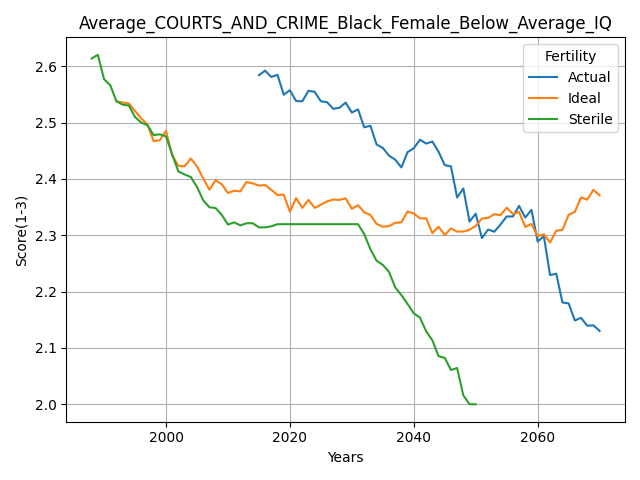 Average_COURTS_AND_CRIME_Black_Female_Below_Average_IQ
Fertility
Actual
Ideal
Sterile
Score(1-3)
2.6
2.5
2.4
2.3
2.2
2.1
2.0
2000
2020
2040
2060
Years